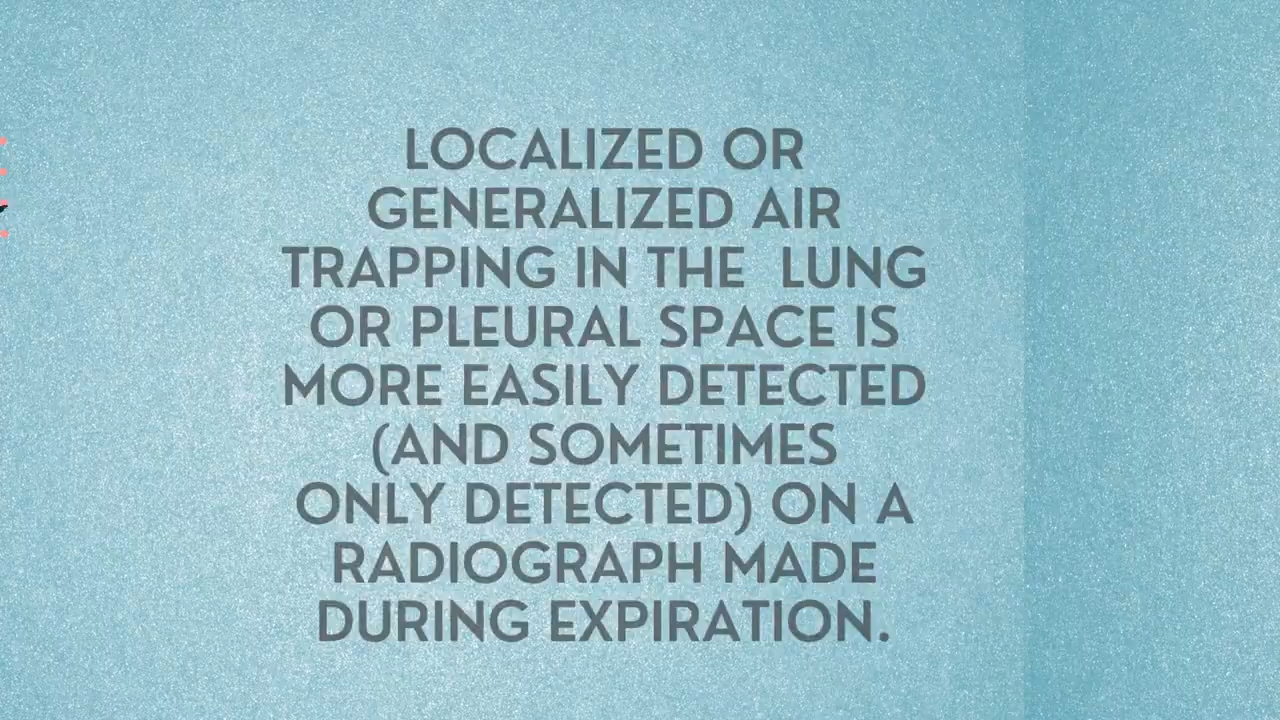 LOCALIZED OR
GENERALIZED AIR
TRAPPING IN THE  LUNG
OR PLEURAL SPACE IS
MORE EASILY DETECTED
(AND SOMETIMES
ONLY DETECTED) ON A
RADIOGRAPH MADE
DURING EXPIRATION.